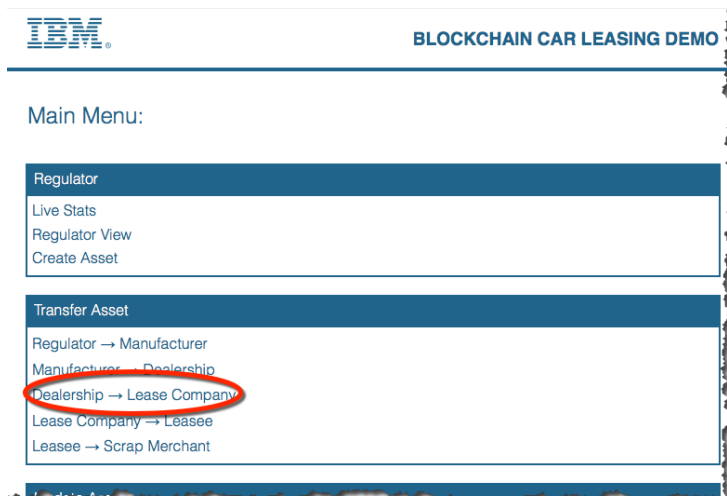 IBM®
BLOCKCHAIN CAR LEASING DEMO
Main Menu:
Regulator
Live Stats
Regulator View
Create Asset
Transfer Asset
Regulator → Manufacturer
Manufacturer → Dealership
Dealership → Lease Company
Lease Company → Leasee
Leasee → Scrap Merchant